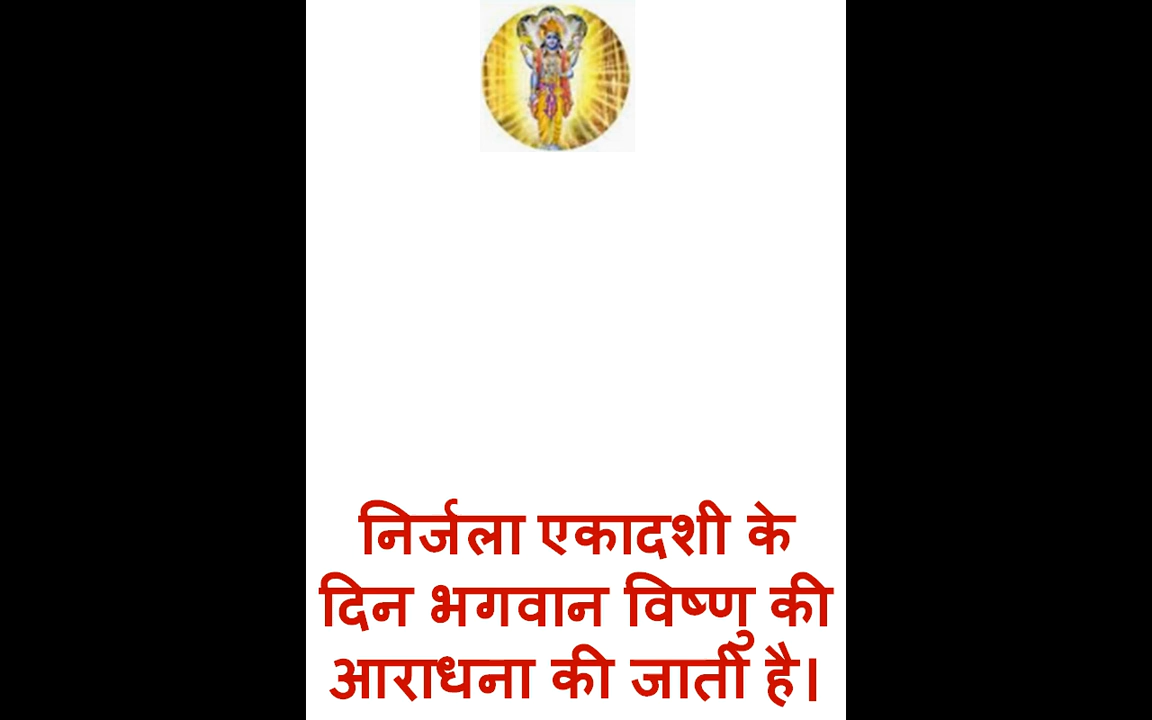 निर्जला एकादशी के
दिन भगवान विष्णु की
आराधना की जाती है।